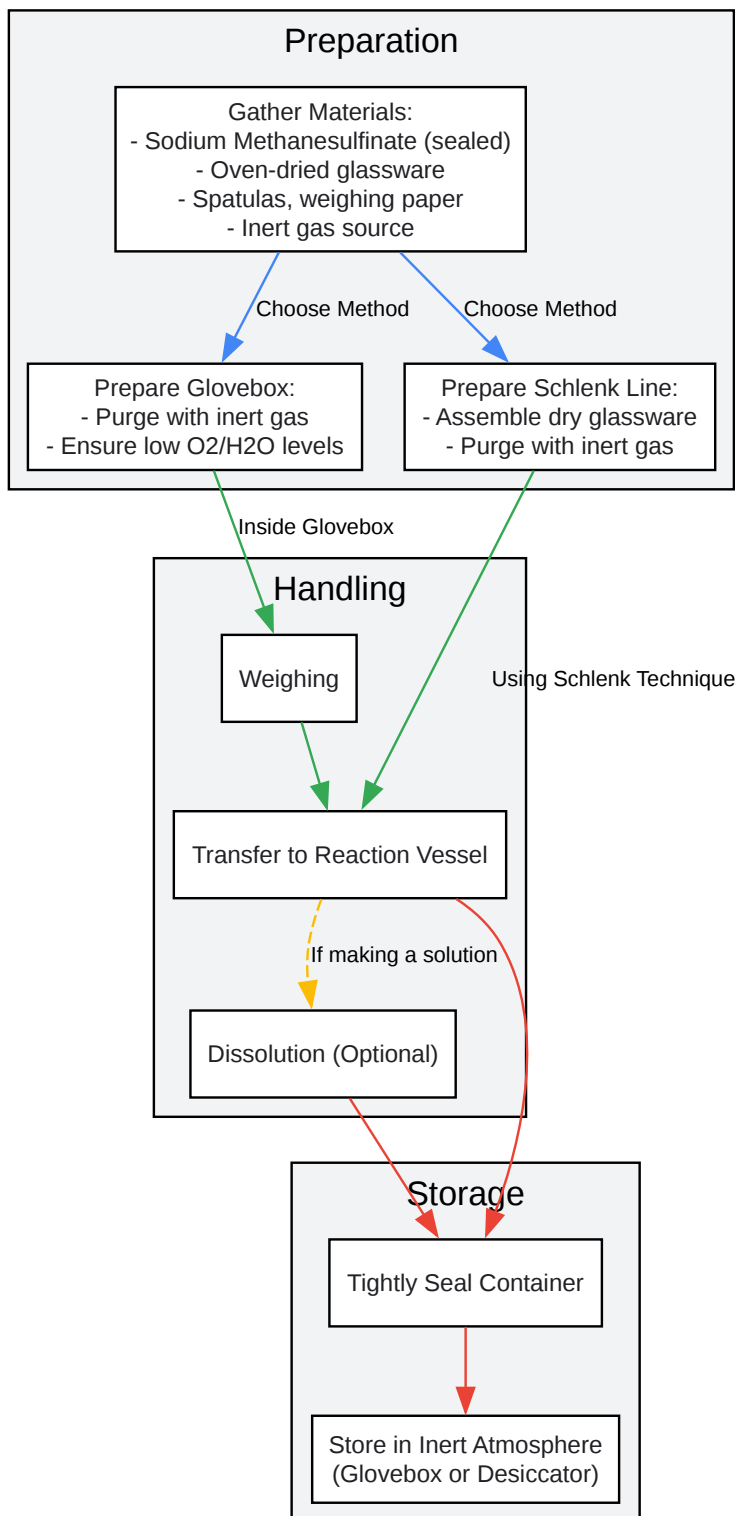 Preparation
Gather Materials:
- Sodium Methanesulfinate (sealed)
- Oven-dried glassware
- Spatulas, weighing paper
- Inert gas source
Choose Method
Choose Method
Prepare Glovebox:
- Purge with inert gas
- Ensure low O2/H2O levels
Prepare Schlenk Line:
- Assemble dry glassware
- Purge with inert gas
Inside Glovebox
Handling
Weighing
Using Schlenk Technique
Transfer to Reaction Vessel
If making a solution
Dissolution (Optional)
Storage
Tightly Seal Container
Store in Inert Atmosphere
(Glovebox or Desiccator)